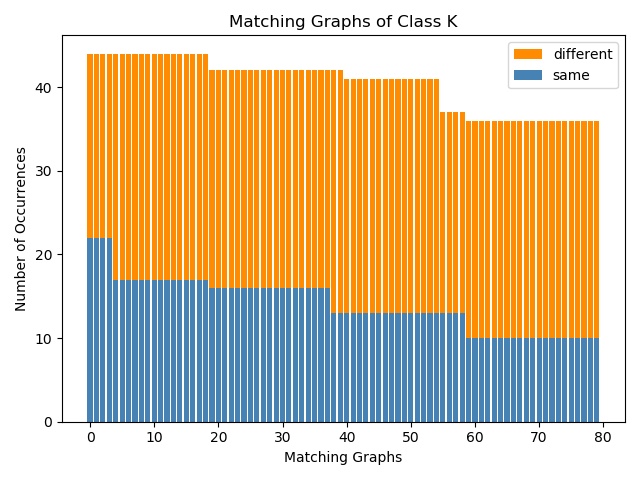 Matching Graphs of Class K
different
same
Number of Occurrences
40
30
20
10
0
0 10 20 30 40 50 60 70 80
Matching Graphs